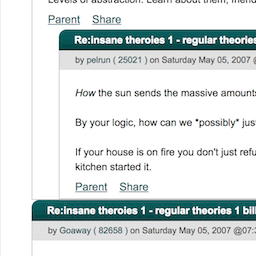 Levels of abstraction. Learn about them, friend
Parent Share
Re:insane theroies 1 - regular theories
by pelrun ( 25021 ) on Saturday May 05, 2007 @
How the sun sends the massive amounts
By your logic, how can we *possibly* jus
If your house is on fire you don't just refu
kitchen started it.
Parent Share
Re:insane theroies 1 - regular theories 1 bill
by Goaway ( 82658 ) on Saturday May 05, 2007 @07: